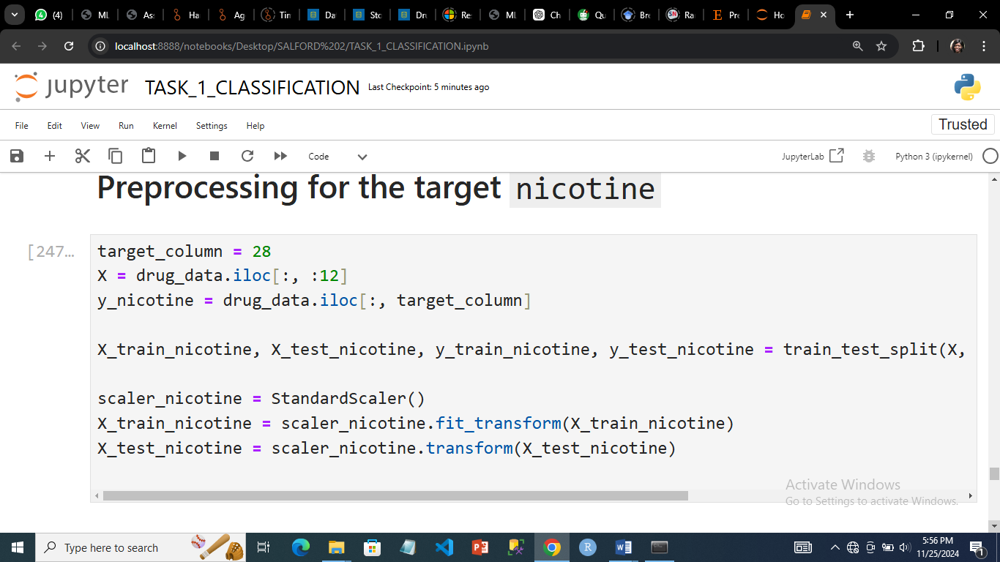 (4)
ML
Ass
Ha
Ag
Tin
Da
Sto
Dru
Re
ML
Ch
Qu
Bre
Ra
Pre
Ho
localhost:8888/notebooks/Desktop/SALFORD%202/TASK_1_CLASSIFICATION.ipynb
jupyter TASK_1_CLASSIFICATION Last Checkpoint: 5 minutes ago
File Edit View Run Kernel Settings Help Trusted
Code JupyterLab Python 3 (ipykernel)
Preprocessing for the target nicotine
[247…
target_column = 28
X = drug_data.iloc[:, :12]
y_nicotine = drug_data.iloc[:, target_column]
X_train_nicotine, X_test_nicotine, y_train_nicotine, y_test_nicotine = train_test_split(X,
scaler_nicotine = StandardScaler()
X_train_nicotine = scaler_nicotine.fit_transform(X_train_nicotine)
X_test_nicotine = scaler_nicotine.transform(X_test_nicotine)
Activate Windows
Go to Settings to activate Windows.
Type here to search
5:56 PM
11/25/2024
1